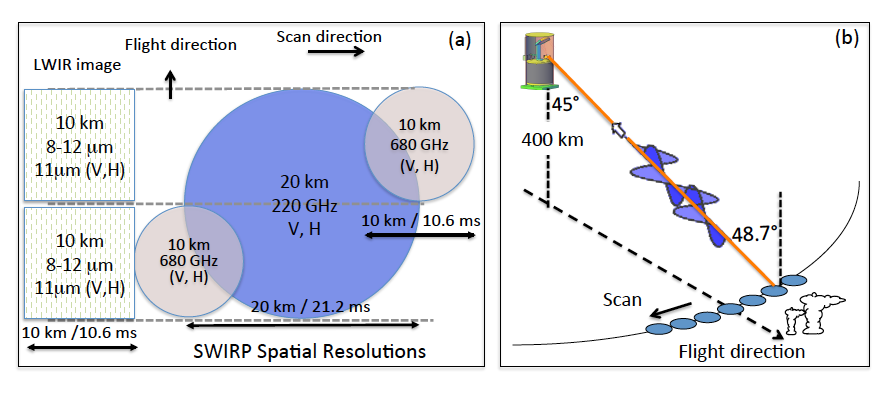 (a)
Flight direction
Scan direction
LWIR image
10 km
8-12 μm
11μm (V,H)
10 km
8-12 μm
11μm (V,H)
10 km /10.6 ms
10 km
680 GHz
(V, H)
20 km
220 GHz
V, H
10 km
680 GHz
(V, H)
10 km / 10.6 ms
20 km / 21.2 ms
SWIRP Spatial Resolutions
(b)
45°
400 km
48.7°
Scan
Flight direction